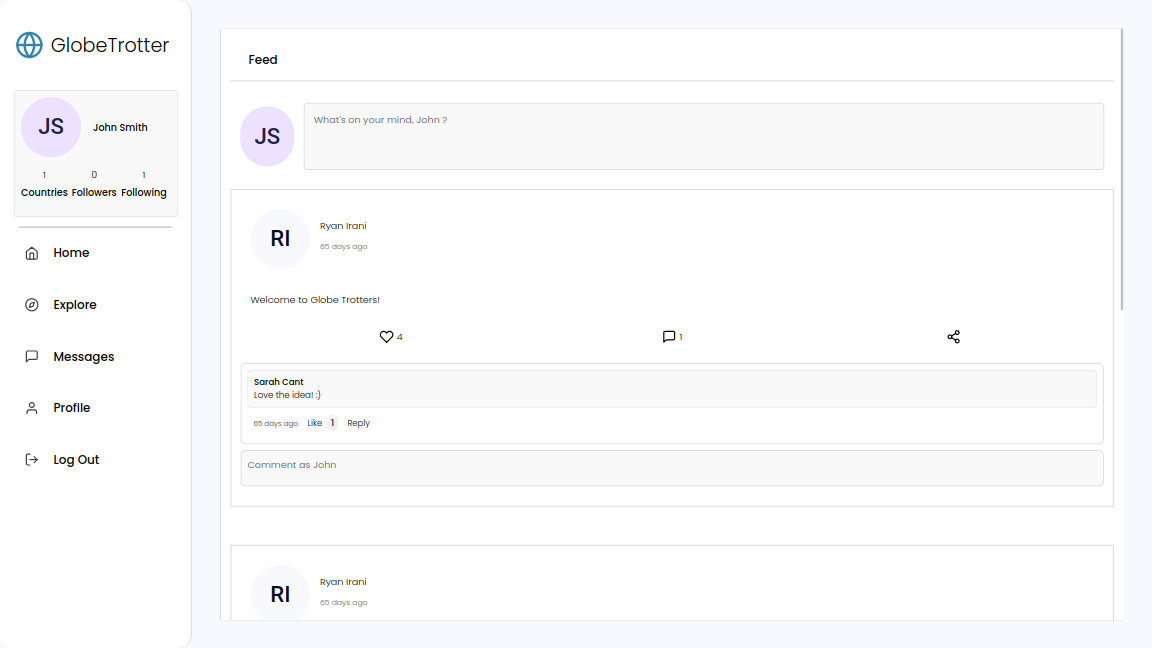 GlobeTrotter
JS
John Smith
1 0 1
Countries Followers Following
Home
Explore
Messages
Profile
Log Out
Feed
JS
What's on your mind, John ?
RI
Ryan Irani
65 days ago
Welcome to Globe Trotters!
4 1
Sarah Cant
Love the idea! :)
65 days ago Like 1 Reply
Comment as John
RI
Ryan Irani
65 days ago